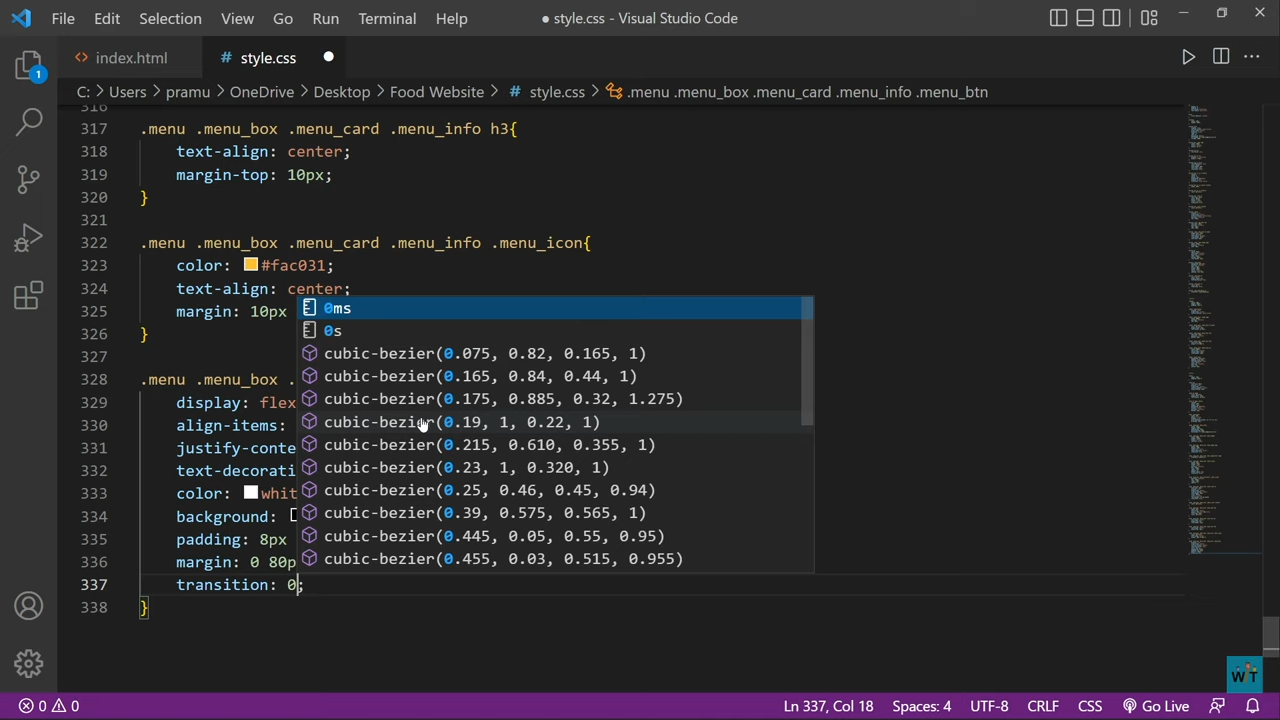 File Edit Selection View Go Run Terminal Help ● style.css - Visual Studio Code
<> index.html # style.css ●
C: > Users > pramu > OneDrive > Desktop > Food Website > # style.css > .menu .menu_box .menu_card .menu_info .menu_btn
316
317 .menu .menu_box .menu_card .menu_info h3{
318 text-align: center;
319 margin-top: 10px;
320 }
321
322 .menu .menu_box .menu_card .menu_info .menu_icon{
323 color: #fac031;
324 text-align: center;
325 margin: 10px
326 }
327
328 .menu .menu_box .
329 display: flex
330 align-items:
331 justify-conte
332 text-decorati
333 color: whit
334 background:
335 padding: 8px
336 margin: 0 80p
337 transition: 0;
338 }
0ms
0s
cubic-bezier(0.075, 0.82, 0.165, 1)
cubic-bezier(0.165, 0.84, 0.44, 1)
cubic-bezier(0.175, 0.885, 0.32, 1.275)
cubic-bezier(0.19, 1, 0.22, 1)
cubic-bezier(0.215, 0.610, 0.355, 1)
cubic-bezier(0.23, 1, 0.320, 1)
cubic-bezier(0.25, 0.46, 0.45, 0.94)
cubic-bezier(0.39, 0.575, 0.565, 1)
cubic-bezier(0.445, 0.05, 0.55, 0.95)
cubic-bezier(0.455, 0.03, 0.515, 0.955)
1
WT
0 0 Ln 337, Col 18 Spaces: 4 UTF-8 CRLF CSS Go Live